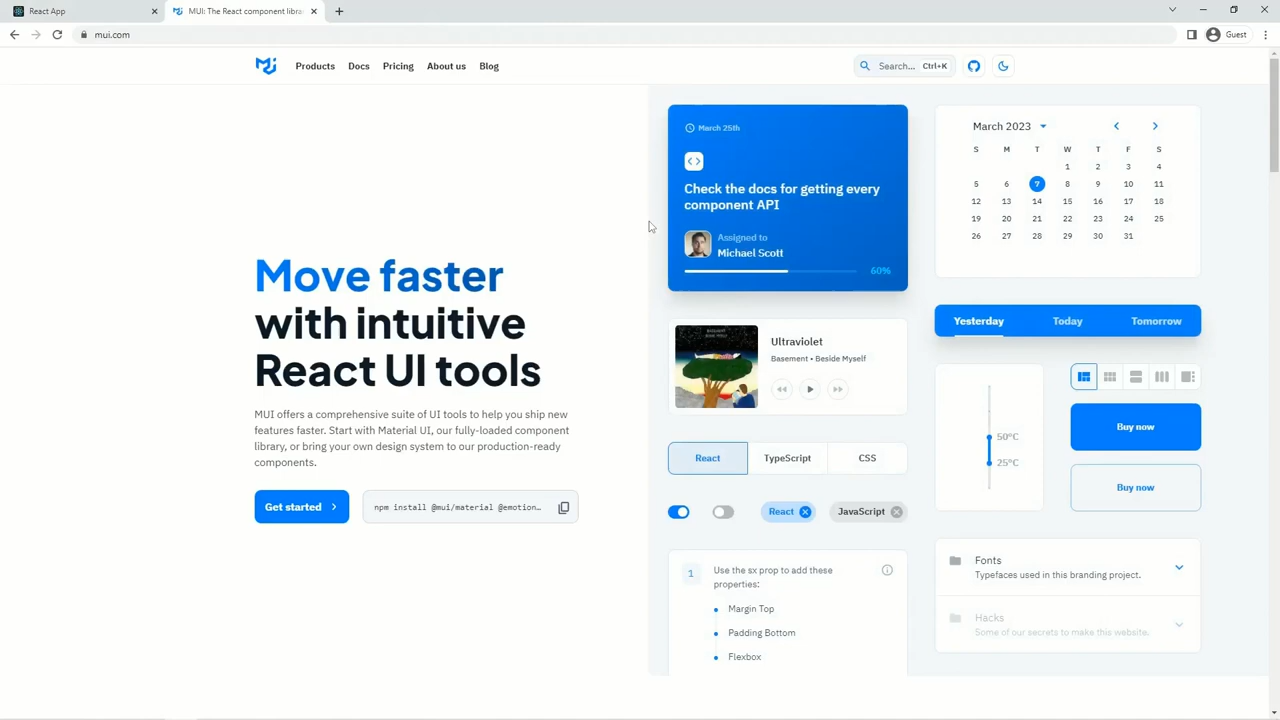 React App
MUI: The React component libra
mui.com
Guest
Products
Docs
Pricing
About us
Blog
Search...
Ctrl+K
Move faster
with intuitive
React UI tools
MUI offers a comprehensive suite of UI tools to help you ship new
features faster. Start with Material UI, our fully-loaded component
library, or bring your own design system to our production-ready
components.
Get started
npm install @mui/material @emotion…
March 25th
Check the docs for getting every
component API
Assigned to
Michael Scott
60%
Ultraviolet
Basement • Beside Myself
React
TypeScript
CSS
React
JavaScript
1
Use the sx prop to add these
properties:
Margin Top
Padding Bottom
Flexbox
March 2023
S M T W T F S
1 2 3 4
5 6 7 8 9 10 11
12 13 14 15 16 17 18
19 20 21 22 23 24 25
26 27 28 29 30 31
Yesterday
Today
Tomorrow
50°C
25°C
Buy now
Buy now
Fonts
Typefaces used in this branding project.
Hacks
Some of our secrets to make this website.